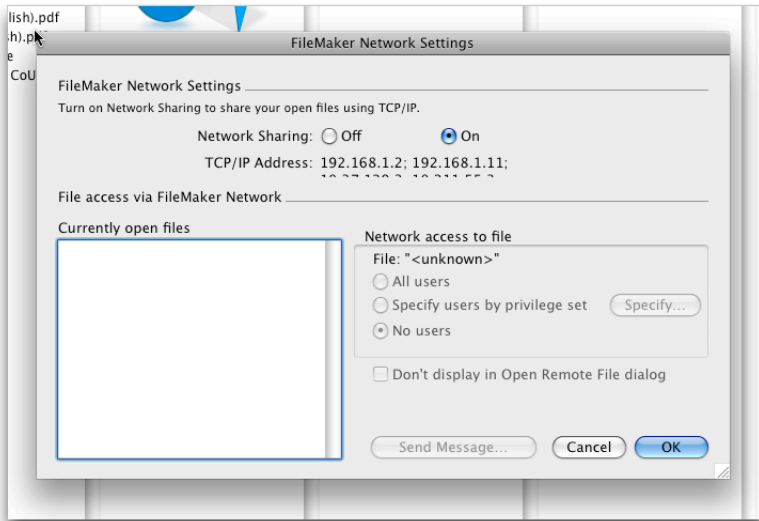 lish).pdf
sh).p
e
CoU
FileMaker Network Settings
FileMaker Network Settings
Turn on Network Sharing to share your open files using TCP/IP.
Network Sharing: Off On
TCP/IP Address: 192.168.1.2; 192.168.1.11;
File access via FileMaker Network
Currently open files
Network access to file
File: "<unknown>"
All users
Specify users by privilege set Specify...
No users
Don't display in Open Remote File dialog
Send Message... Cancel OK